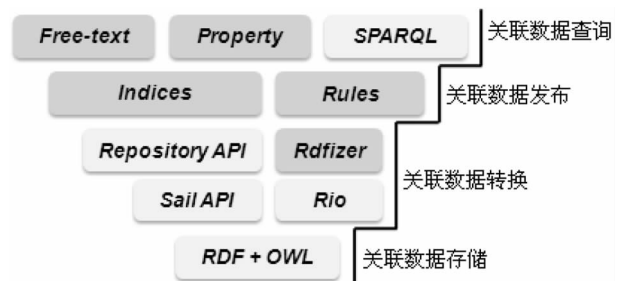 Free-text Property SPARQL 关联数据查询
Indices Rules 关联数据发布
Repository API Rdfizer
关联数据转换
Sail API Rio
RDF + OWL 关联数据存储